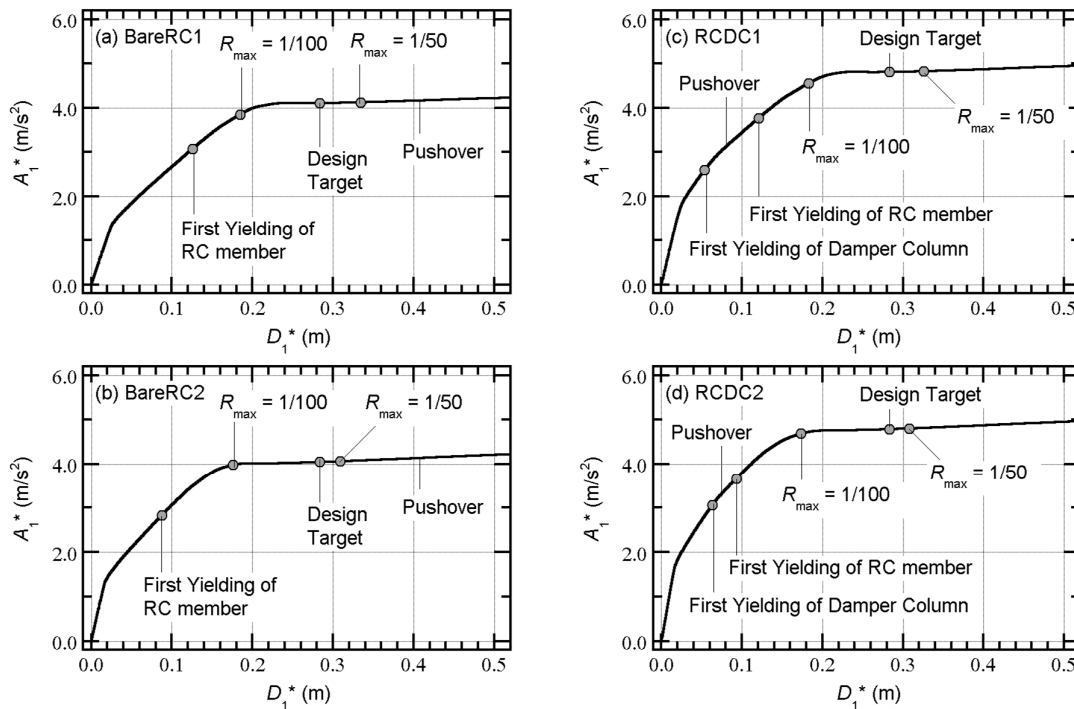 (a) BareRC1
R_max = 1/100
R_max = 1/50
Design
Target
Pushover
First Yielding of
RC member
6.0
4.0
2.0
0.0
A_1* (m/s²)
0.0 0.1 0.2 0.3 0.4 0.5
D_1* (m)
(c) RCDC1
Design Target
Pushover
R_max = 1/50
R_max = 1/100
First Yielding of RC member
First Yielding of Damper Column
6.0
4.0
2.0
0.0
A_1* (m/s²)
0.0 0.1 0.2 0.3 0.4 0.5
D_1* (m)
(b) BareRC2
R_max = 1/100
R_max = 1/50
Design
Target
Pushover
First Yielding of
RC member
6.0
4.0
2.0
0.0
A_1* (m/s²)
0.0 0.1 0.2 0.3 0.4 0.5
D_1* (m)
(d) RCDC2
Design Target
Pushover
R_max = 1/50
R_max = 1/100
First Yielding of RC member
First Yielding of Damper Column
6.0
4.0
2.0
0.0
A_1* (m/s²)
0.0 0.1 0.2 0.3 0.4 0.5
D_1* (m)